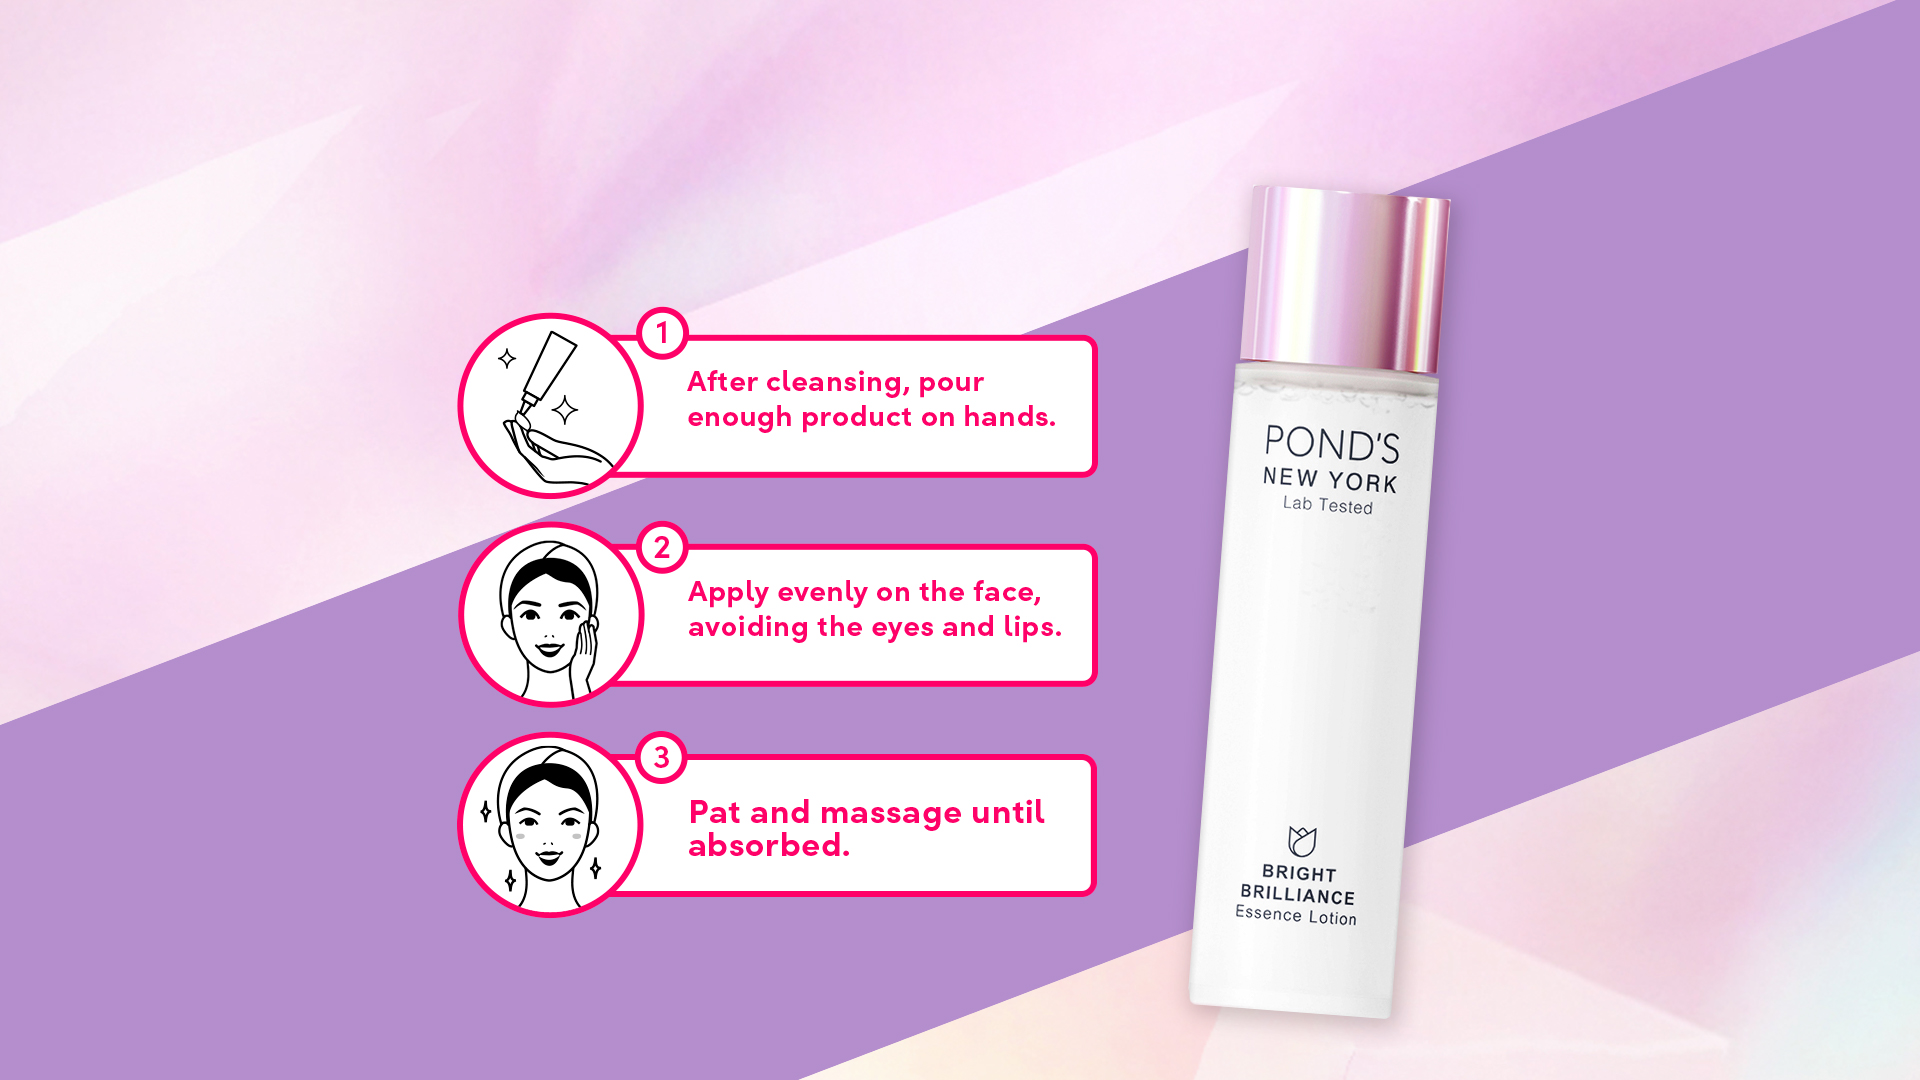 1
After cleansing, pour
enough product on hands.
2
Apply evenly on the face,
avoiding the eyes and lips.
3
Pat and massage until
absorbed.
POND'S
NEW YORK
Lab Tested
BRIGHT
BRILLIANCE
Essence Lotion